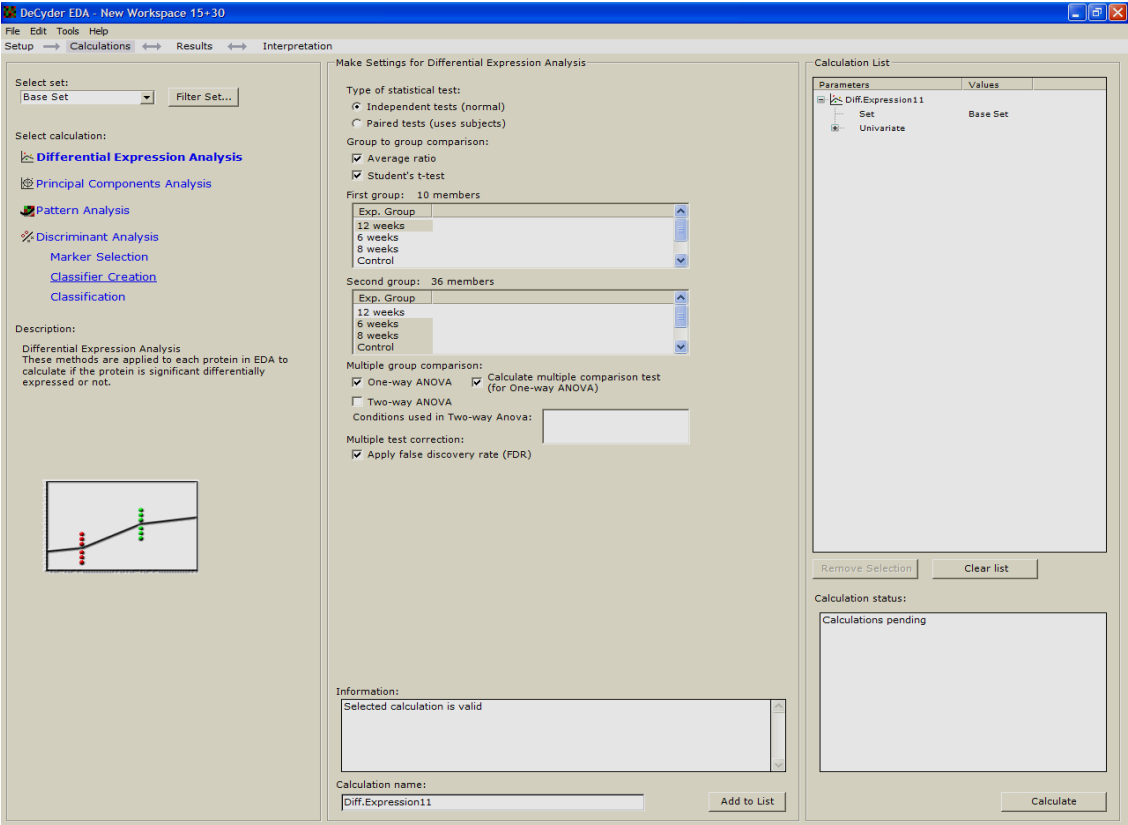 DeCyder EDA - New Workspace 15+30
File Edit Tools Help
Setup Calculations Results Interpretation
Select set:
Base Set Filter Set...
Select calculation:
Differential Expression Analysis
Principal Components Analysis
Pattern Analysis
Discriminant Analysis
Marker Selection
Classifier Creation
Classification
Description:
Differential Expression Analysis
These methods are applied to each protein in EDA to
calculate if the protein is significant differentially
expressed or not.
Make Settings for Differential Expression Analysis
Type of statistical test:
Independent tests (normal)
Paired tests (uses subjects)
Group to group comparison:
Average ratio
Student's t-test
First group: 10 members
Exp. Group
12 weeks
6 weeks
8 weeks
Control
Second group: 36 members
Exp. Group
12 weeks
6 weeks
8 weeks
Control
Multiple group comparison:
One-way ANOVA Calculate multiple comparison test
(for One-way ANOVA)
Two-way ANOVA
Conditions used in Two-way Anova:
Multiple test correction:
Apply false discovery rate (FDR)
Information:
Selected calculation is valid
Calculation name:
Diff.Expression11 Add to List
Calculation List
Parameters Values
Diff.Expression11
Set Base Set
Univariate
Remove Selection Clear list
Calculation status:
Calculations pending
Calculate